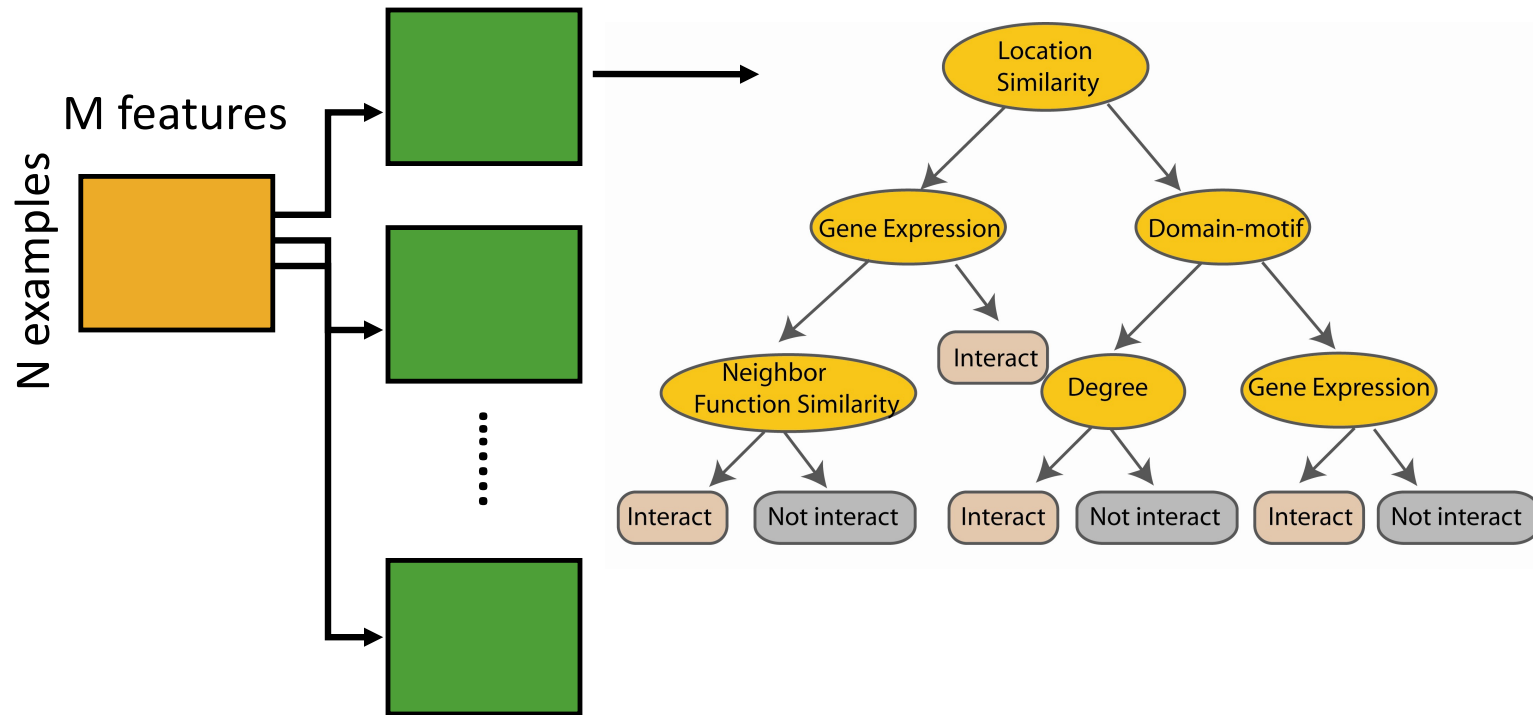 M features
N examples
Location
Similarity
Gene Expression
Domain-motif
Interact
Neighbor
Function Similarity
Degree
Gene Expression
Interact
Not interact
Interact
Not interact
Interact
Not interact